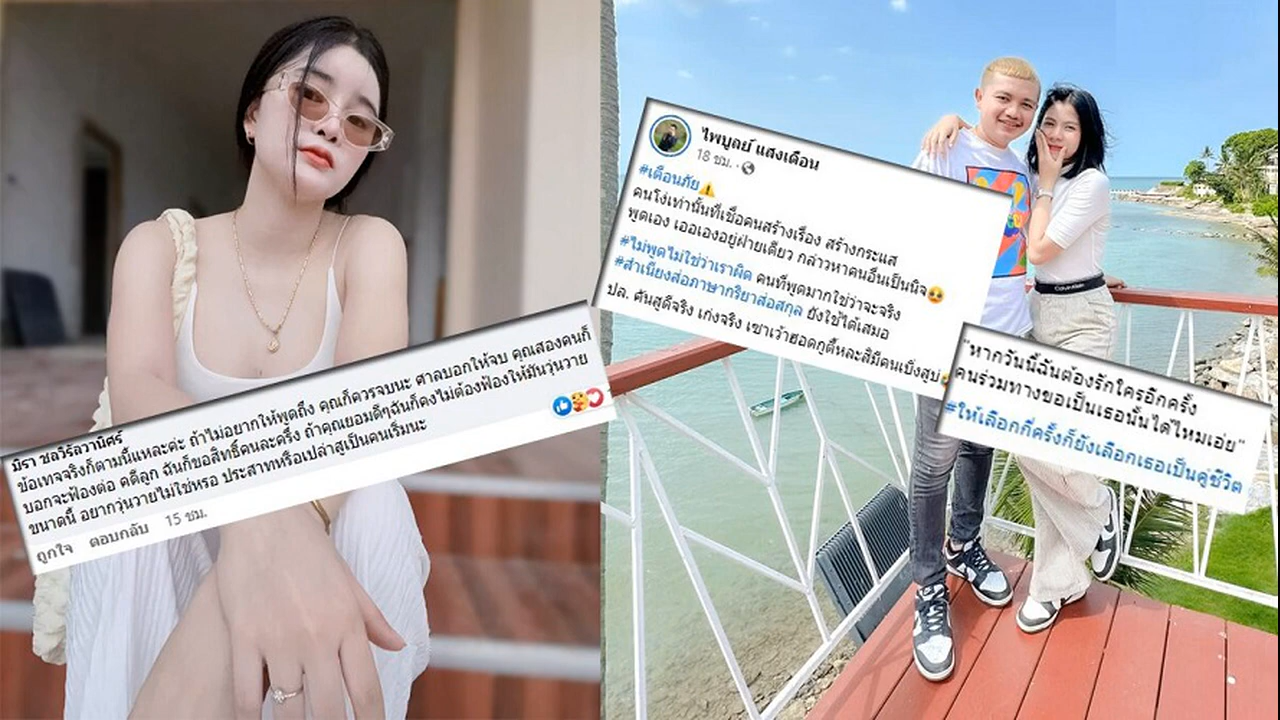 มิรา ชลวิรัลวานิศร์
ข้อเทจจริงก็ตามนี้แหละค่ะ ถ้าไม่อยากให้พูดถึง คุณก็ควรจบนะ ศาลบอกให้จบ คุณสองคนก็
บอกจะฟ้องต่อ คดีลูก ฉันก็ขอสิทธิ์คนละครึ่ง ถ้าคุณยอมดีๆฉันก็คงไม่ต้องฟ้องให้มันวุ่นวาย
ขนาดนี้ อยากวุ่นวายไม่ใช่หรอ ประสาทหรือเปล่าสูเป็นคนเริ่มนะ
ถูกใจ ตอบกลับ 15 ชม.
ไพบูลย์ แสงเดือน
18 ชม.
#เตือนภัย⚠️
คนโง่เท่านั้นที่เชื่อคนสร้างเรื่อง สร้างกระแส
พูดเอง เออเองอยู่ฝ่ายเดียว กล่าวหาคนอื่นเป็นนิจ🥺
#ไม่พูดไม่ใช่ว่าเราผิด คนที่พูดมากใช่ว่าจะจริง
#สำเนียงส่อภาษากริยาส่อสกุล ยังใช้ได้เสมอ
ปล. ตันสูดีจริง เก่งจริง เซาเว้าฮอดกูตี้หละสิมีคนเบิ่งสูบ่
"หากวันนี้ฉันต้องรักใครอีกครั้ง
คนร่วมทางขอเป็นเธอนั้นได้ไหมเอ่ย"
#ให้เลือกกี่ครั้งก็ยังเลือกเธอเป็นคู่ชีวิต